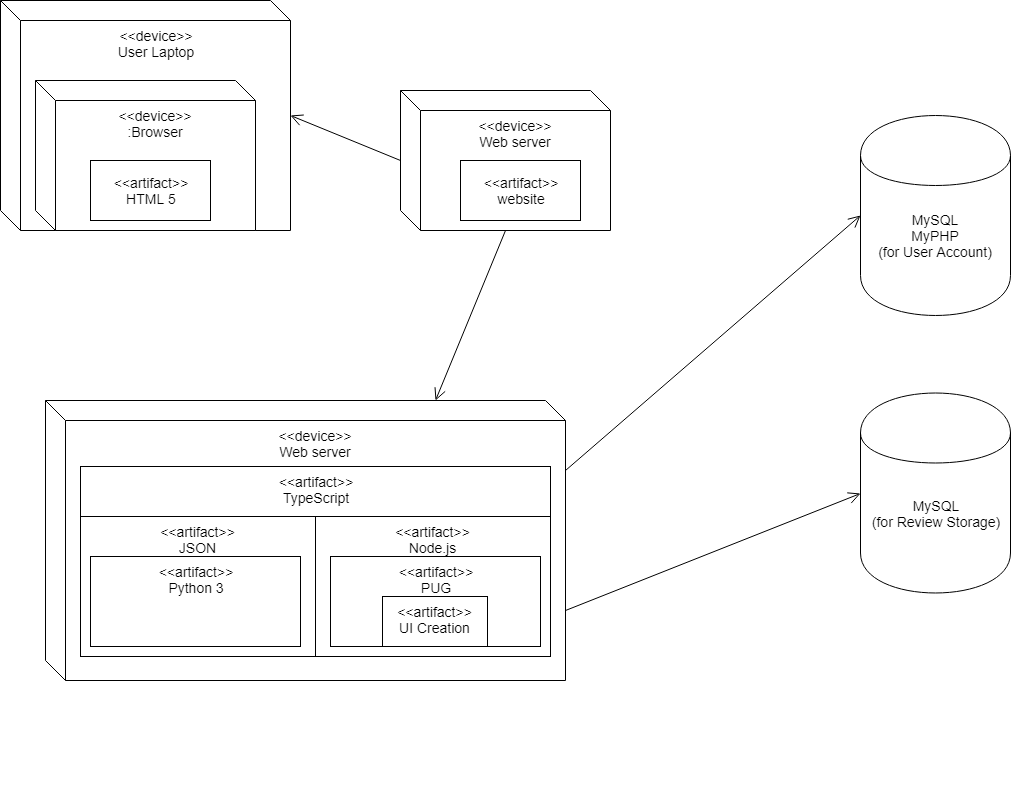 <<device>>
User Laptop
<<device>>
:Browser
<<artifact>>
HTML 5
<<device>>
Web server
<<artifact>>
website
MySQL
MyPHP
(for User Account)
<<device>>
Web server
<<artifact>>
TypeScript
<<artifact>>
JSON
<<artifact>>
Python 3
<<artifact>>
Node.js
<<artifact>>
PUG
<<artifact>>
UI Creation
MySQL
(for Review Storage)